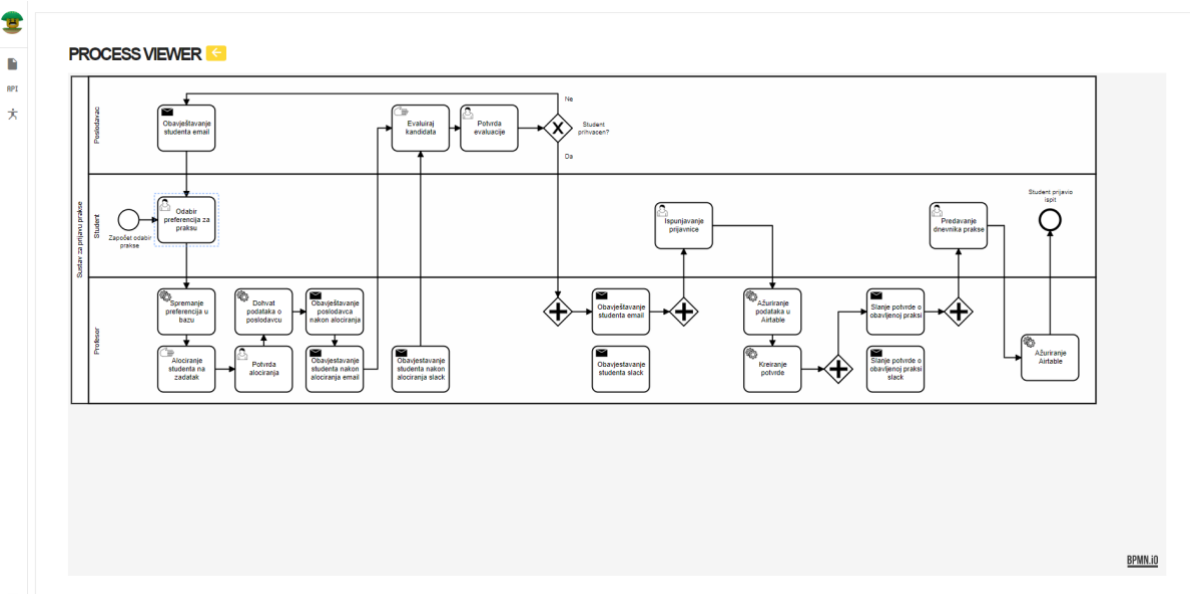 PROCESS VIEWER
API
Sustav za prijavu prakse
Poslodavac
Obavještavanje
studenta email
Evaluiraj
kandidata
Potvrda
evaluacije
Ne
Student
prihvacen?
Da
Student
Započet odabir
prakse
Odabir
preferencija za
praksu
Ispunjavanje
prijavnice
Predavanje
dnevnika prakse
Student prijavio
ispit
Profesor
Spremanje
preferencija u
bazu
Dohvat
podataka o
poslodavcu
Obavještavanje
poslodavca
nakon alociranja
Alociranje
studenta na
zadatak
Potvrda
alociranja
Obavjestavanje
studenta nakon
alociranja email
Obavjestavanje
studenta nakon
alociranja slack
Obavještavanje
studenta email
Obavjestavanje
studenta slack
Ažuriranje
podataka u
Airtable
Kreiranje
potvrde
Slanje potvrde o
obavljenoj praksi
Slanje potvrde o
obavljenoj praksi
slack
Ažuriranje
Airtable
BPMN.iO